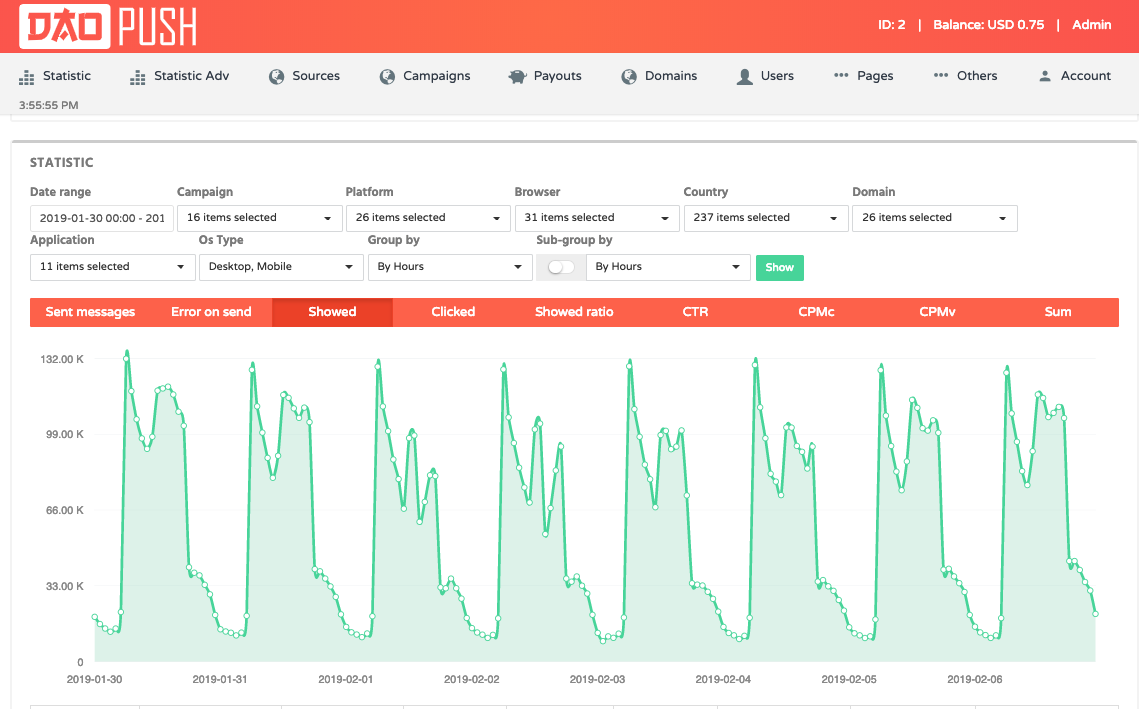 DAO PUSH
ID: 2 | Balance: USD 0.75 | Admin
Statistic Statistic Adv Sources Campaigns Payouts Domains Users Pages Others Account
3:55:55 PM
STATISTIC
Date range Campaign Platform Browser Country Domain
2019-01-30 00:00 - 201 16 items selected 26 items selected 31 items selected 237 items selected 26 items selected
Application Os Type Group by Sub-group by
11 items selected Desktop, Mobile By Hours By Hours Show
Sent messages Error on send Showed Clicked Showed ratio CTR CPMc CPMv Sum
132.00 K
99.00 K
66.00 K
33.00 K
0
2019-01-30 2019-01-31 2019-02-01 2019-02-02 2019-02-03 2019-02-04 2019-02-05 2019-02-06